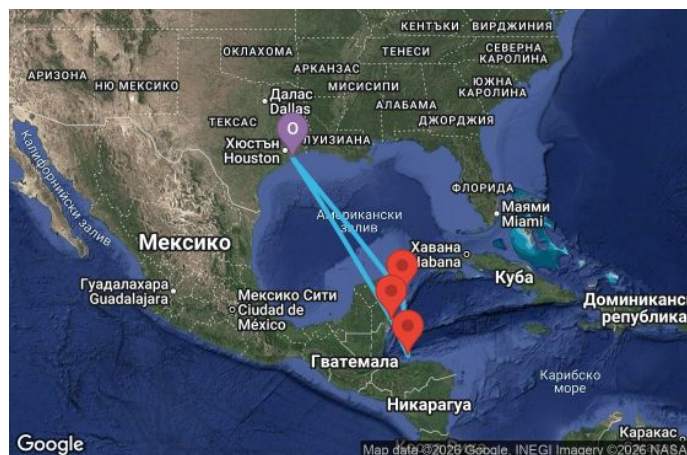 КЕНТЪКИ
ВИРДЖИНИЯ
ОКЛАХОМА
ТЕНЕСИ
СЕВЕРНА
КАРОЛИНА
АРИЗОНА
НЮ МЕКСИКО
АРКАНЗАС
МИСИСИПИ
ЮЖНА
КАРОЛИНА
Далас
Dallas
АЛАБАМА
ТЕКСАС
O
ДЖОРДЖИЯ
Хюстън
Houston
ЛУИЗИАНА
Калифорнийски залив
ФЛОРИДА
Маями
Miami
Американски
залив
Мексико
Хавана
Habana
Куба
Гуадалахара
Guadalajara
Мексико Сити
Ciudad de
México
Доминиканс
република
Гватемала
Карибско
море
Никарагуа
Каракас
Google
Map data ©2026 Google, INEGI Imagery ©2026 NASA